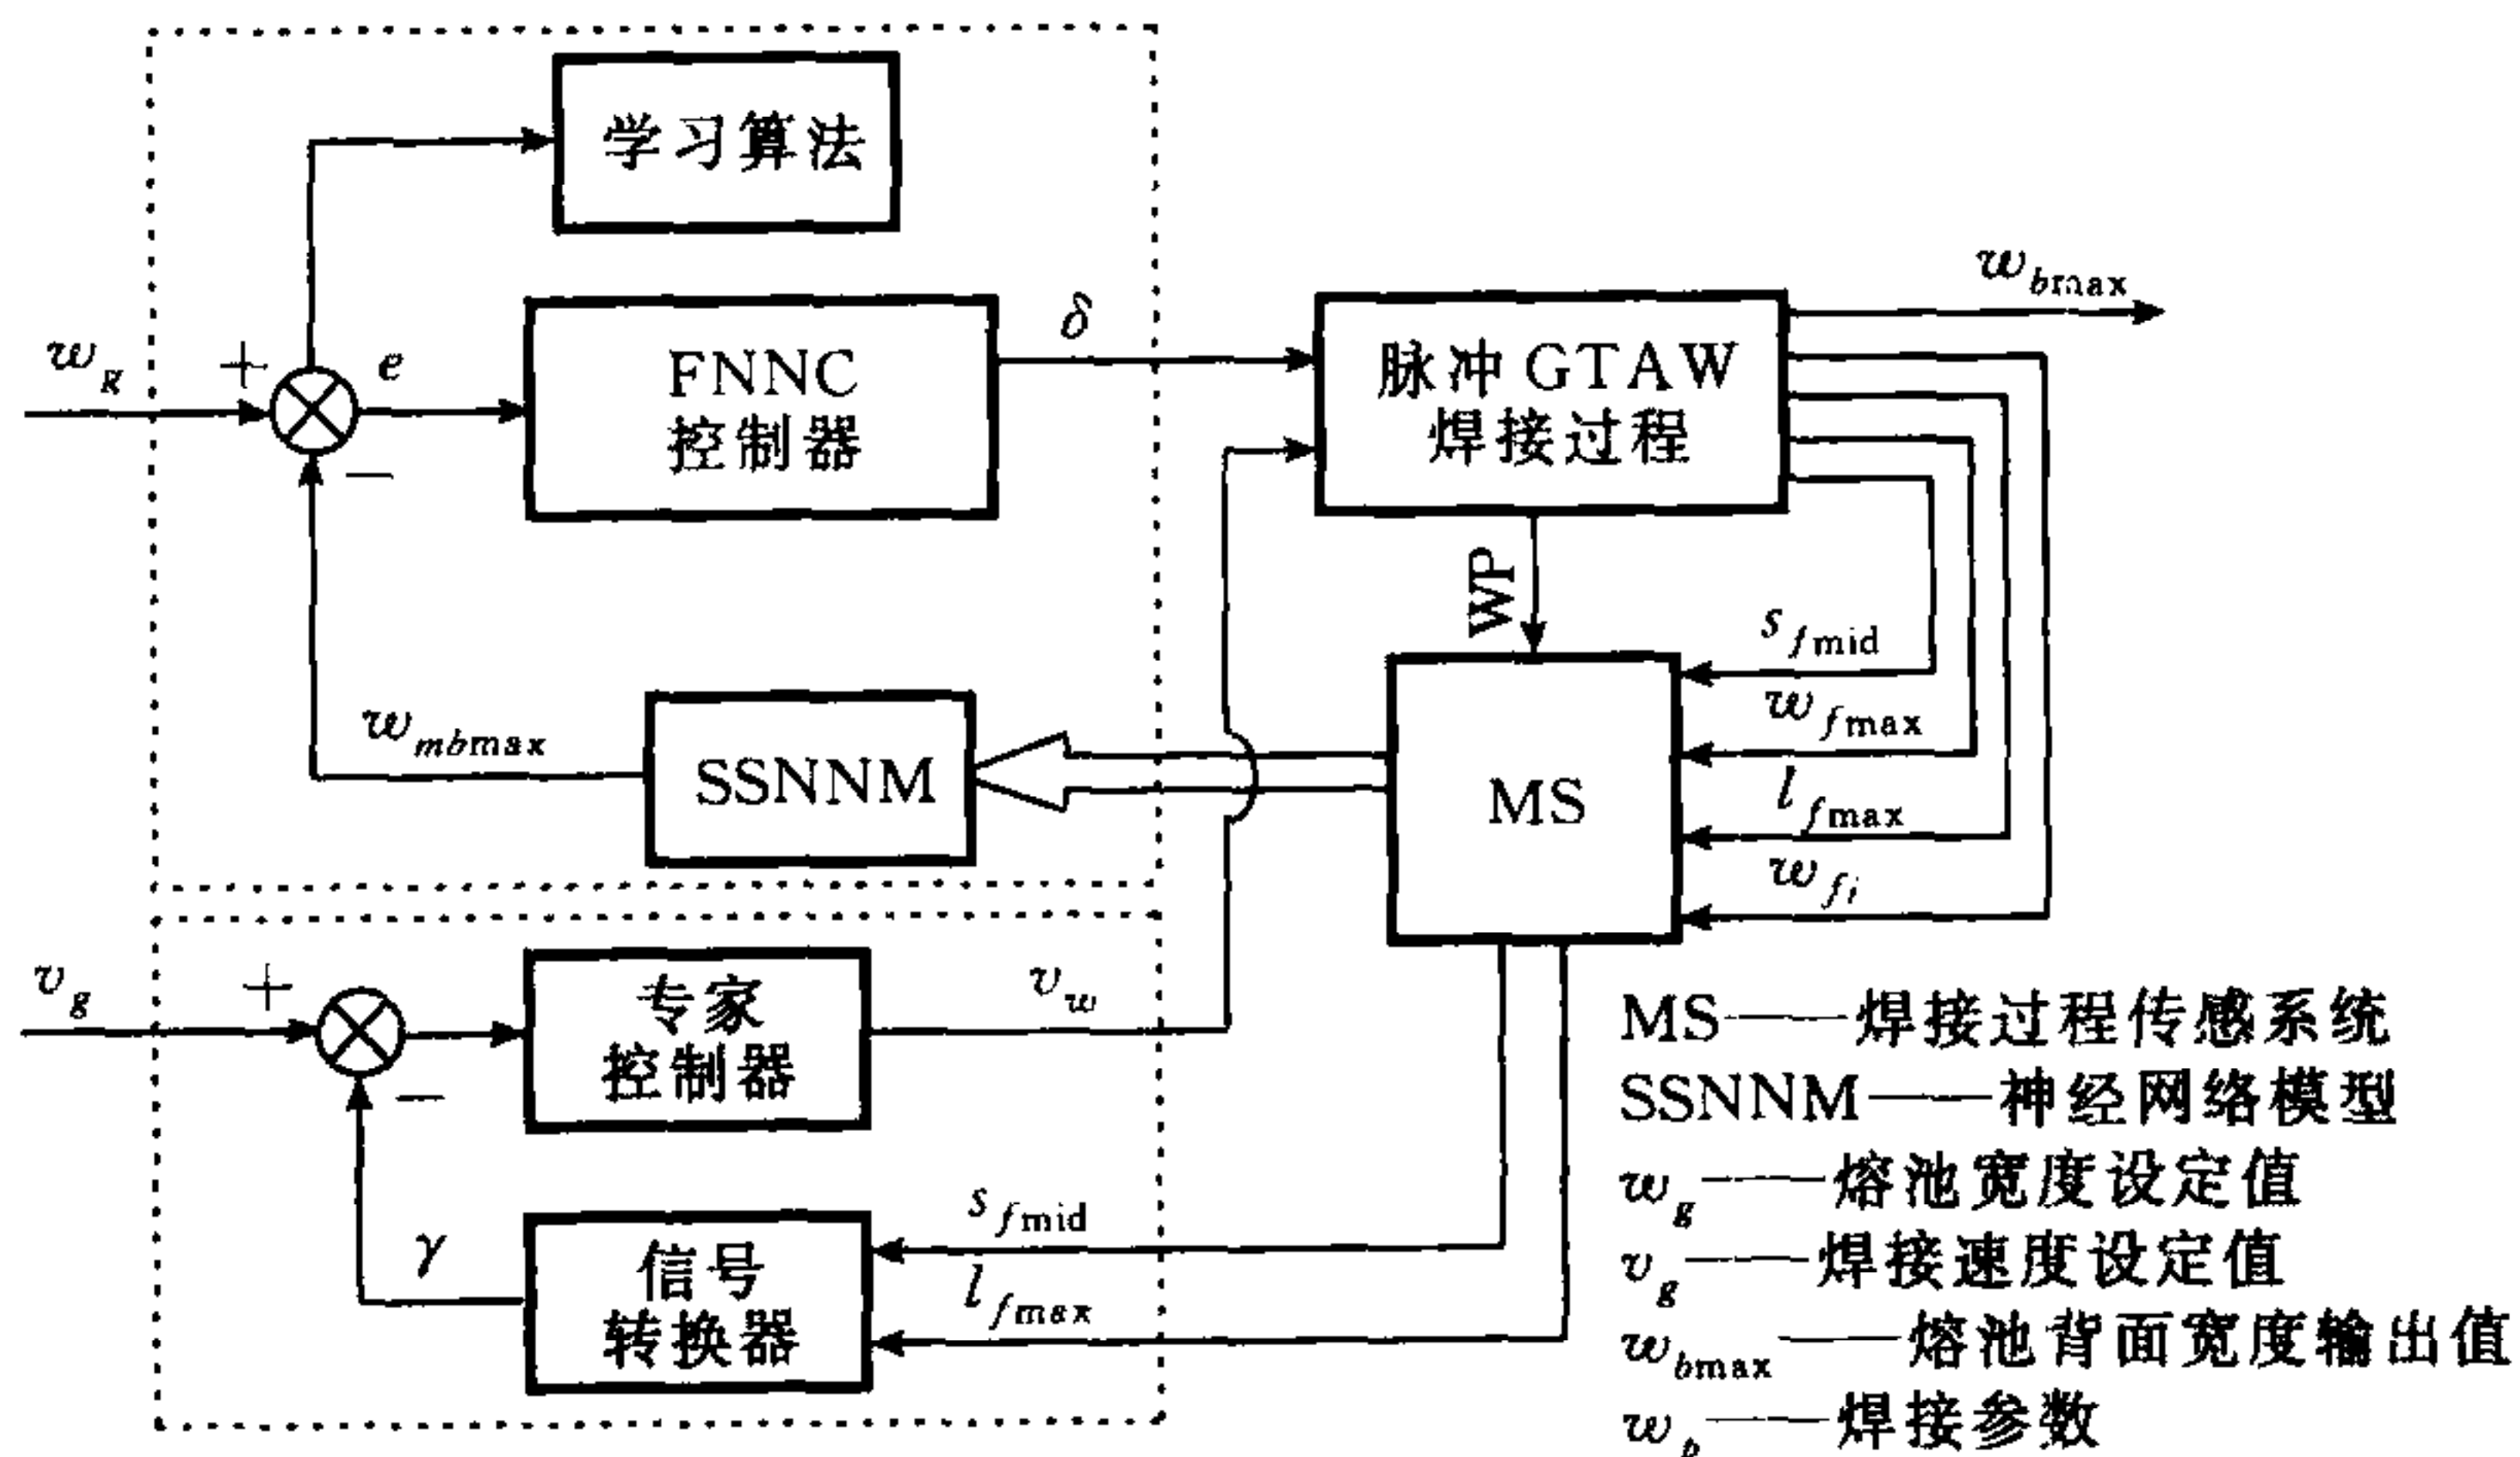 学习算法
w_g
+
e
−
FNNC
控制器
δ
脉冲 GTAW
焊接过程
w_bmax
WP
s_fmid
w_fmax
l_fmax
MS
w_mbmax
SSNNM
v_g
+
−
专家
控制器
v_w
γ
信号
转换器
s_fmid
l_fmax
MS——焊接过程传感系统
SSNNM——神经网络模型
w_g——熔池宽度设定值
v_g——焊接速度设定值
w_bmax——熔池背面宽度输出值
——焊接参数